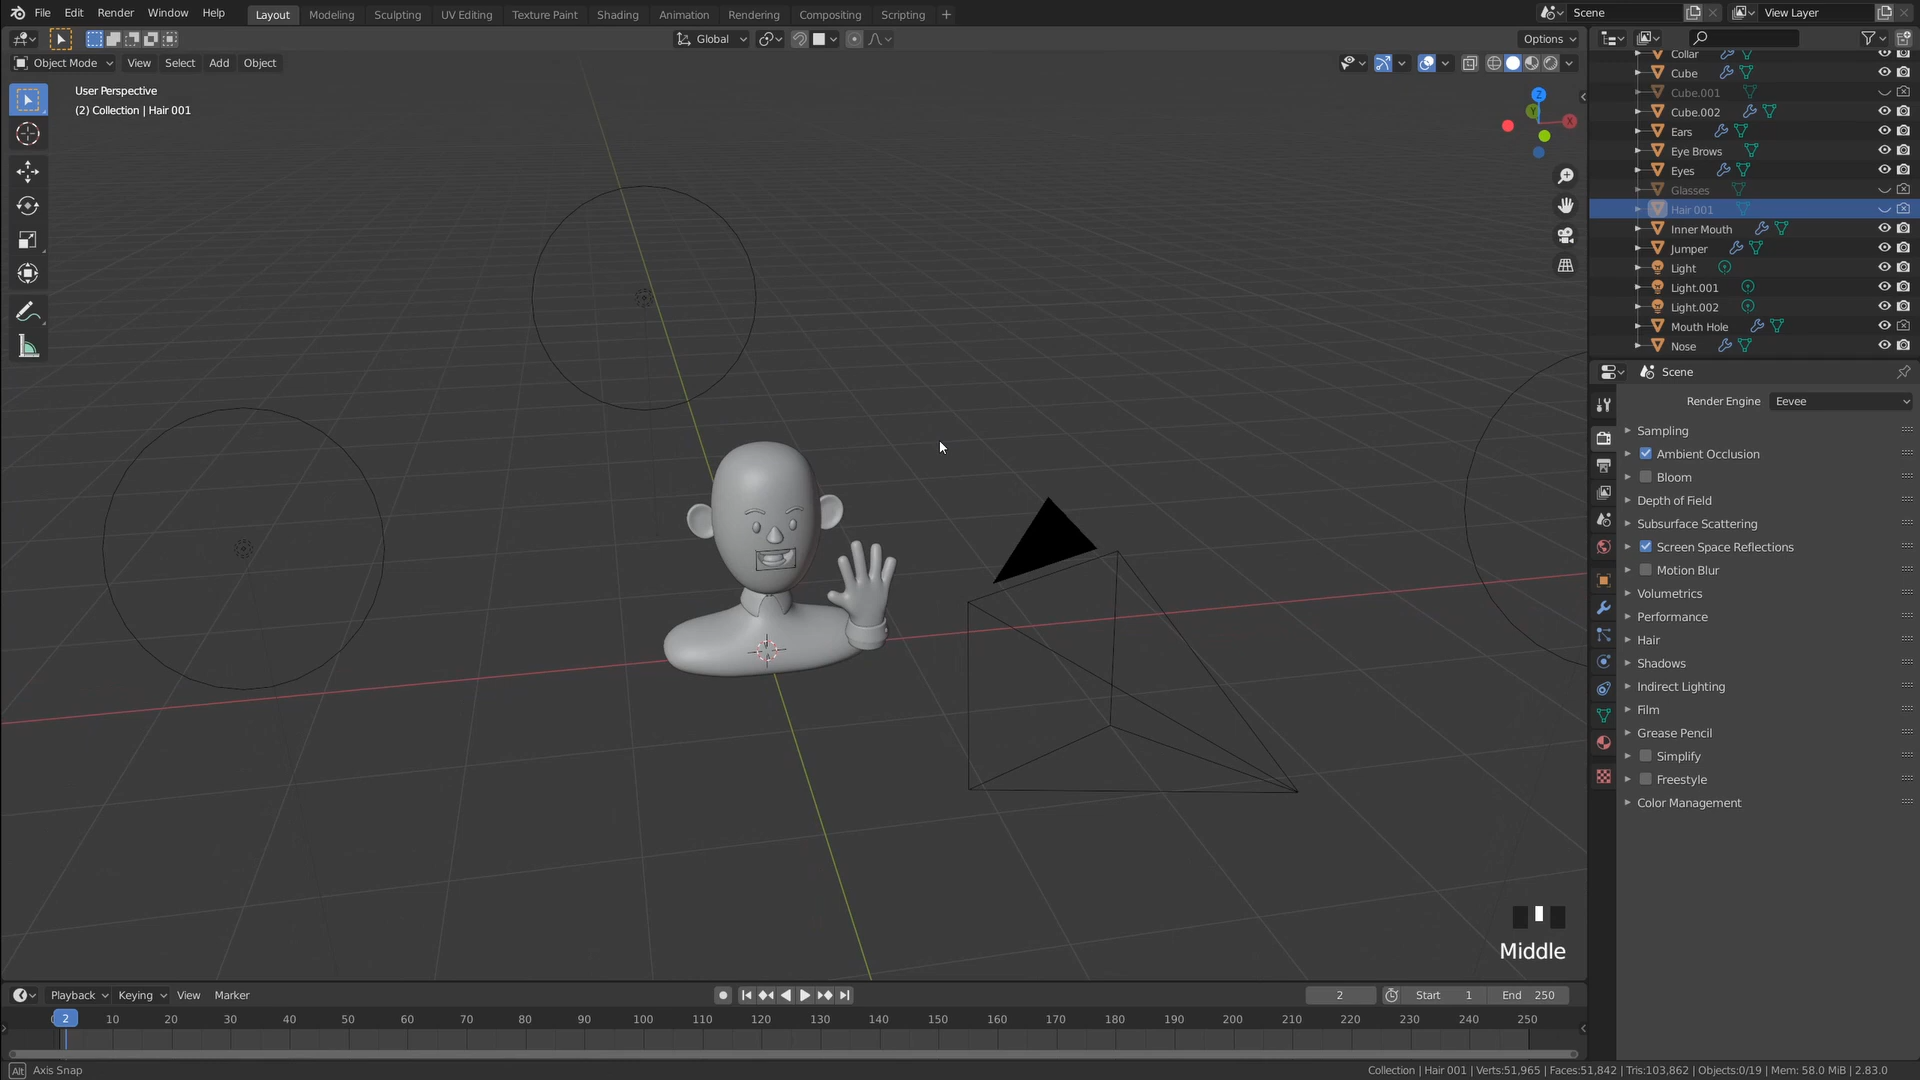 File Edit Render Window Help Layout Modeling Sculpting UV Editing Texture Paint Shading Animation Rendering Compositing Scripting + Scene View Layer
Global Options
Object Mode View Select Add Object
User Perspective
(2) Collection | Hair 001
Z
Y
X
Collar
Cube
Cube.001
Cube.002
Ears
Eye Brows
Eyes
Glasses
Hair 001
Inner Mouth
Jumper
Light
Light.001
Light.002
Mouth Hole
Nose
Scene
Render Engine Eevee
Sampling
Ambient Occlusion
Bloom
Depth of Field
Subsurface Scattering
Screen Space Reflections
Motion Blur
Volumetrics
Performance
Hair
Shadows
Indirect Lighting
Film
Grease Pencil
Simplify
Freestyle
Color Management
Middle
Playback Keying View Marker 2 Start 1 End 250
2 10 20 30 40 50 60 70 80 90 100 110 120 130 140 150 160 170 180 190 200 210 220 230 240 250
Alt Axis Snap Collection | Hair 001 | Verts:51,965 | Faces:51,842 | Tris:103,862 | Objects:0/19 | Mem: 58.0 MiB | 2.83.0